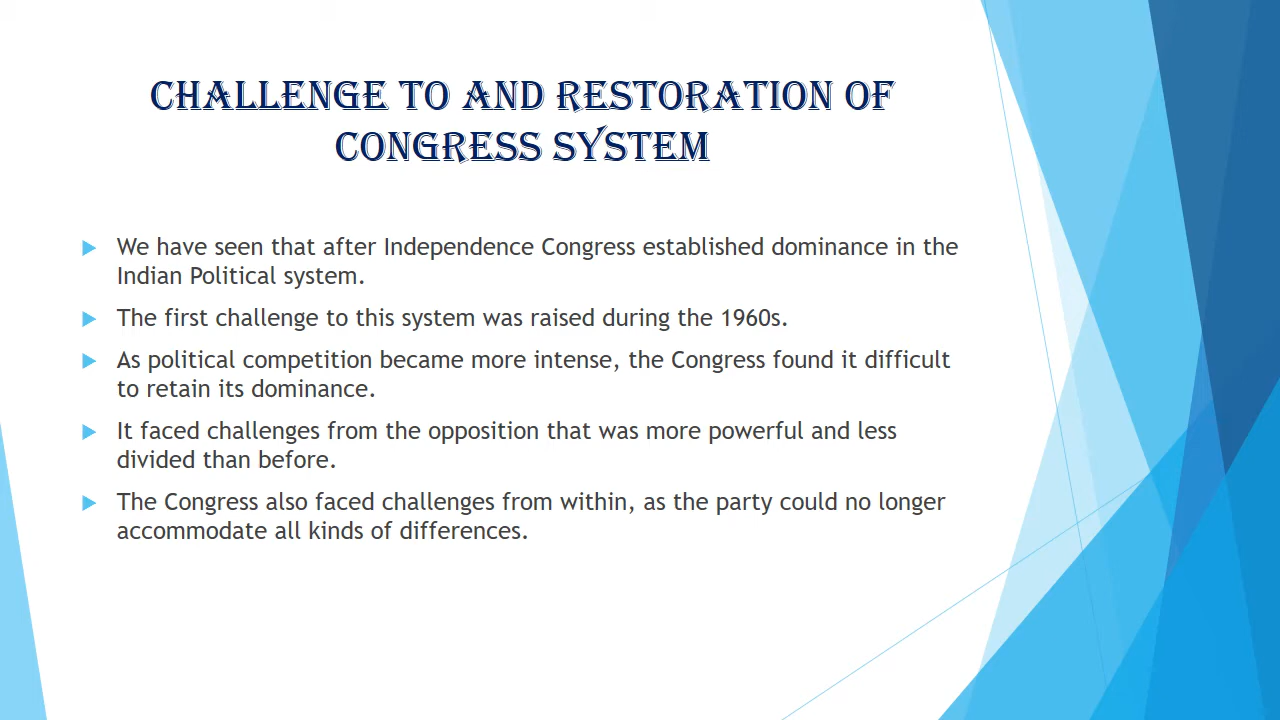 CHALLENGE TO AND RESTORATION OF
CONGRESS SYSTEM
We have seen that after Independence Congress established dominance in the
Indian Political system.
The first challenge to this system was raised during the 1960s.
As political competition became more intense, the Congress found it difficult
to retain its dominance.
It faced challenges from the opposition that was more powerful and less
divided than before.
The Congress also faced challenges from within, as the party could no longer
accommodate all kinds of differences.